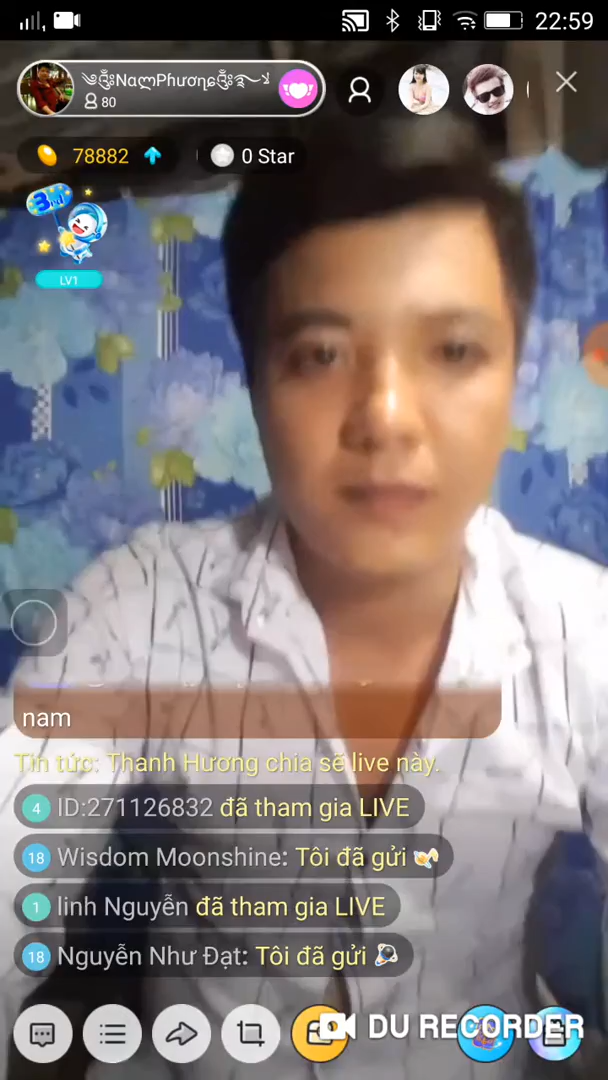 22:59
NαლPhươηɕ
80
78882
0 Star
3rd
LV1
nam
Tin tức: Thanh Hương chia sẽ live này.
4 ID:271126832 đã tham gia LIVE
18 Wisdom Moonshine: Tôi đã gửi
1 linh Nguyễn đã tham gia LIVE
18 Nguyễn Như Đạt: Tôi đã gửi
DU RECORDER